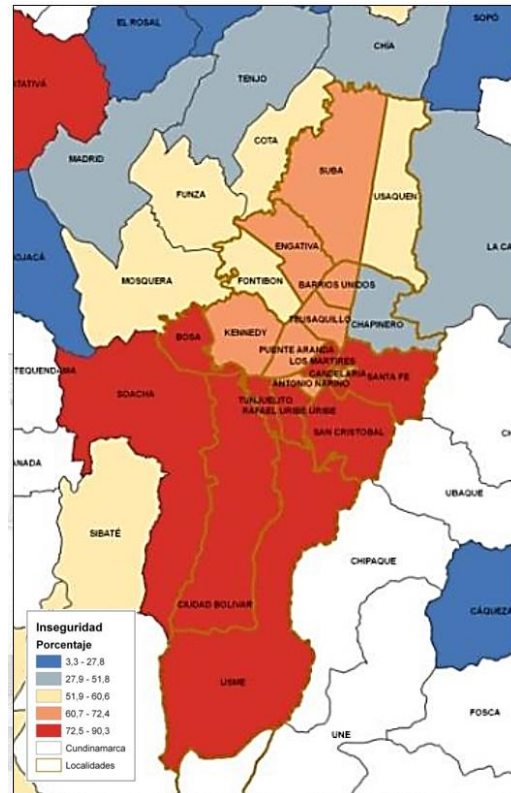 EL ROSAL
SOPÓ
CHÍA
TATIVÁ
TENJO
COTA
MADRID
SUBA
FUNZA
USAQUEN
ENGATIVA
LA CA
OJACÁ
MOSQUERA
FONTIBON
BARRIOS UNIDOS
TEUSAQUILLO
CHAPINERO
BOSA
KENNEDY
PUENTE ARANDA
LOS MARTIRES
TEQUENDAMA
CANDELARIA
SANTA FE
SOACHA
ANTONIO NARINO
TUNJUELITO
RAFAEL URIBE URIBE
SAN CRISTOBAL
CH
ANADA
UBAQUE
SIBATÉ
CHIPAQUE
CIUDAD BOLIVAR
CÁQUEZA
USME
FOSCA
UNE
Inseguridad
Porcentaje
3,3 - 27,8
27,9 - 51,8
51,9 - 60,6
60,7 - 72,4
72,5 - 90,3
Cundinamarca
Localidades